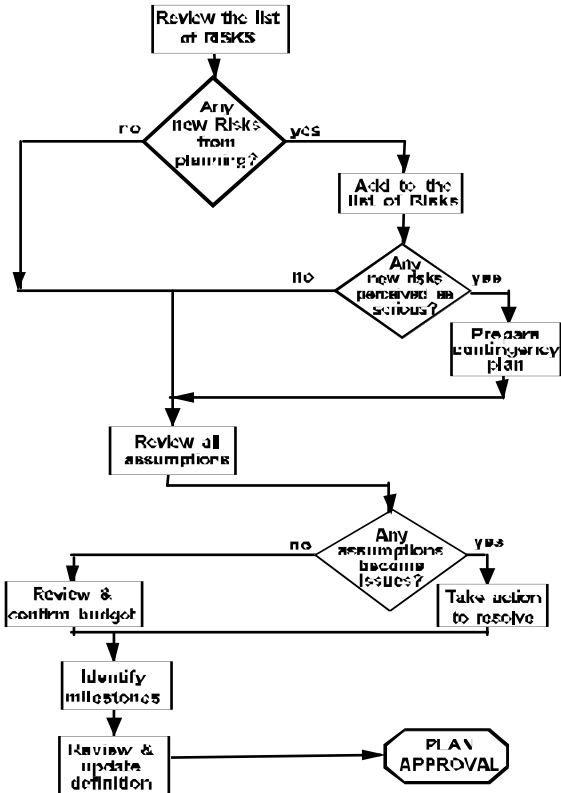 Review the list
of RISKS
Any
new Risks
from
planning?
no
yes
Add to the
list of Risks
Any
new risks
perceived as
serious?
no
yes
Prepare
contingency
plan
Review all
assumptions
Any
assumptions
become
issues?
no
yes
Review &
confirm budget
Take action
to resolve
Identify
milestones
Review &
update
definition
PLAN
APPROVAL